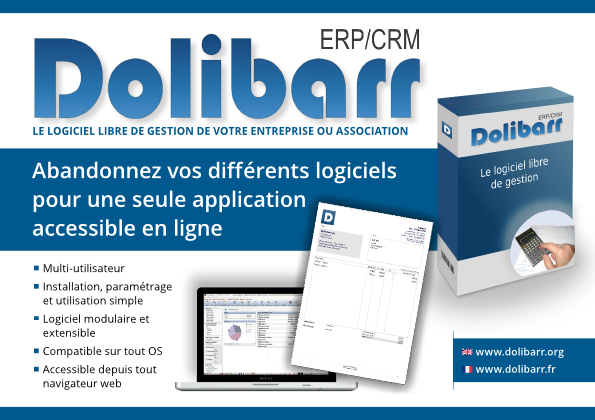 ERP/CRM
Dolibarr
LE LOGICIEL LIBRE DE GESTION DE VOTRE ENTREPRISE OU ASSOCIATION
Abandonnez vos différents logiciels
pour une seule application
accessible en ligne
Multi-utilisateur
Installation, paramétrage
et utilisation simple
Logiciel modulaire et
extensible
Compatible sur tout OS
Accessible depuis tout
navigateur web
D
D
ERP/CRM
Dolibarr
Le logiciel libre
de gestion
www.dolibarr.org
www.dolibarr.fr